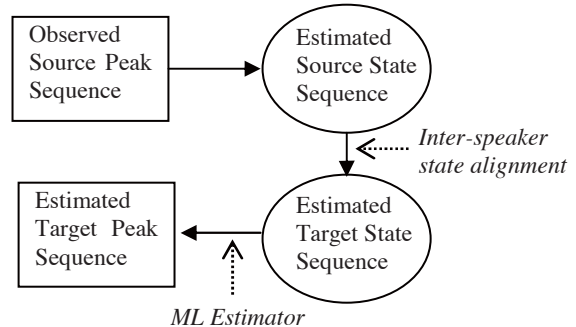 Observed
Source Peak
Sequence
Estimated
Source State
Sequence
Inter-speaker
state alignment
Estimated
Target Peak
Sequence
Estimated
Target State
Sequence
ML Estimator